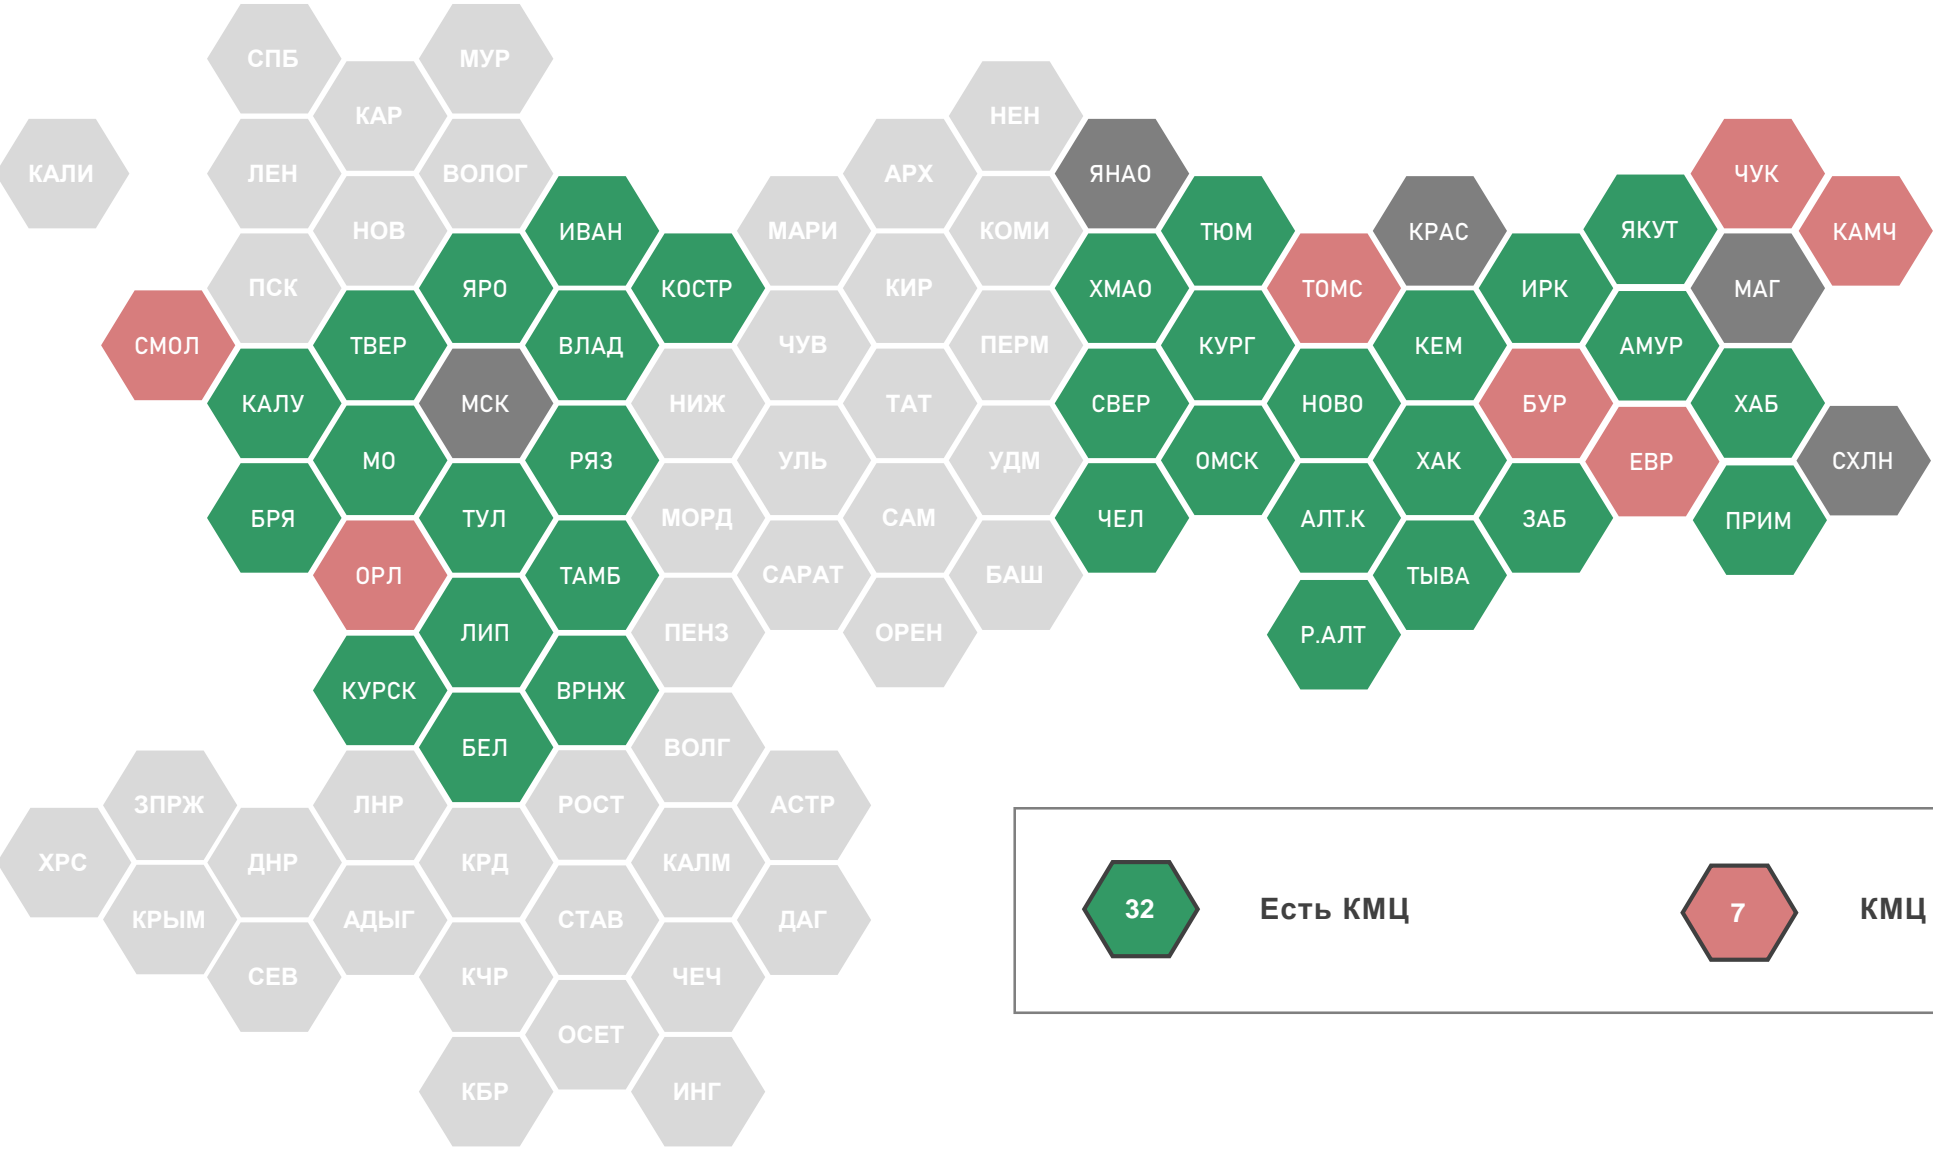 СПБ
МУР
КАР
НЕН
КАЛИ
ЛЕН
ВОЛОГ
АРХ
ЯНАО
ЧУК
НОВ
ИВАН
МАРИ
КОМИ
ТЮМ
КРАС
ЯКУТ
КАМЧ
ПСК
ЯРО
КОСТР
КИР
ХМАО
ТОМС
ИРК
МАГ
СМОЛ
ТВЕР
ВЛАД
ЧУВ
ПЕРМ
КУРГ
КЕМ
АМУР
КАЛУ
МСК
НИЖ
ТАТ
СВЕР
НОВО
БУР
ХАБ
МО
РЯЗ
УЛЬ
УДМ
ОМСК
ХАК
ЕВР
СХЛН
БРЯ
ТУЛ
МОРД
САМ
ЧЕЛ
АЛТ.К
ЗАБ
ПРИМ
ОРЛ
ТАМБ
САРАТ
БАШ
ТЫВА
ЛИП
ПЕНЗ
ОРЕН
Р.АЛТ
КУРСК
ВРНЖ
БЕЛ
ВОЛГ
ЗПРЖ
ЛНР
РОСТ
АСТР
ХРС
ДНР
КРД
КАЛМ
КРЫМ
АДЫГ
СТАВ
ДАГ
СЕВ
КЧР
ЧЕЧ
ОСЕТ
КБР
ИНГ
32
Есть КМЦ
7
КМЦ